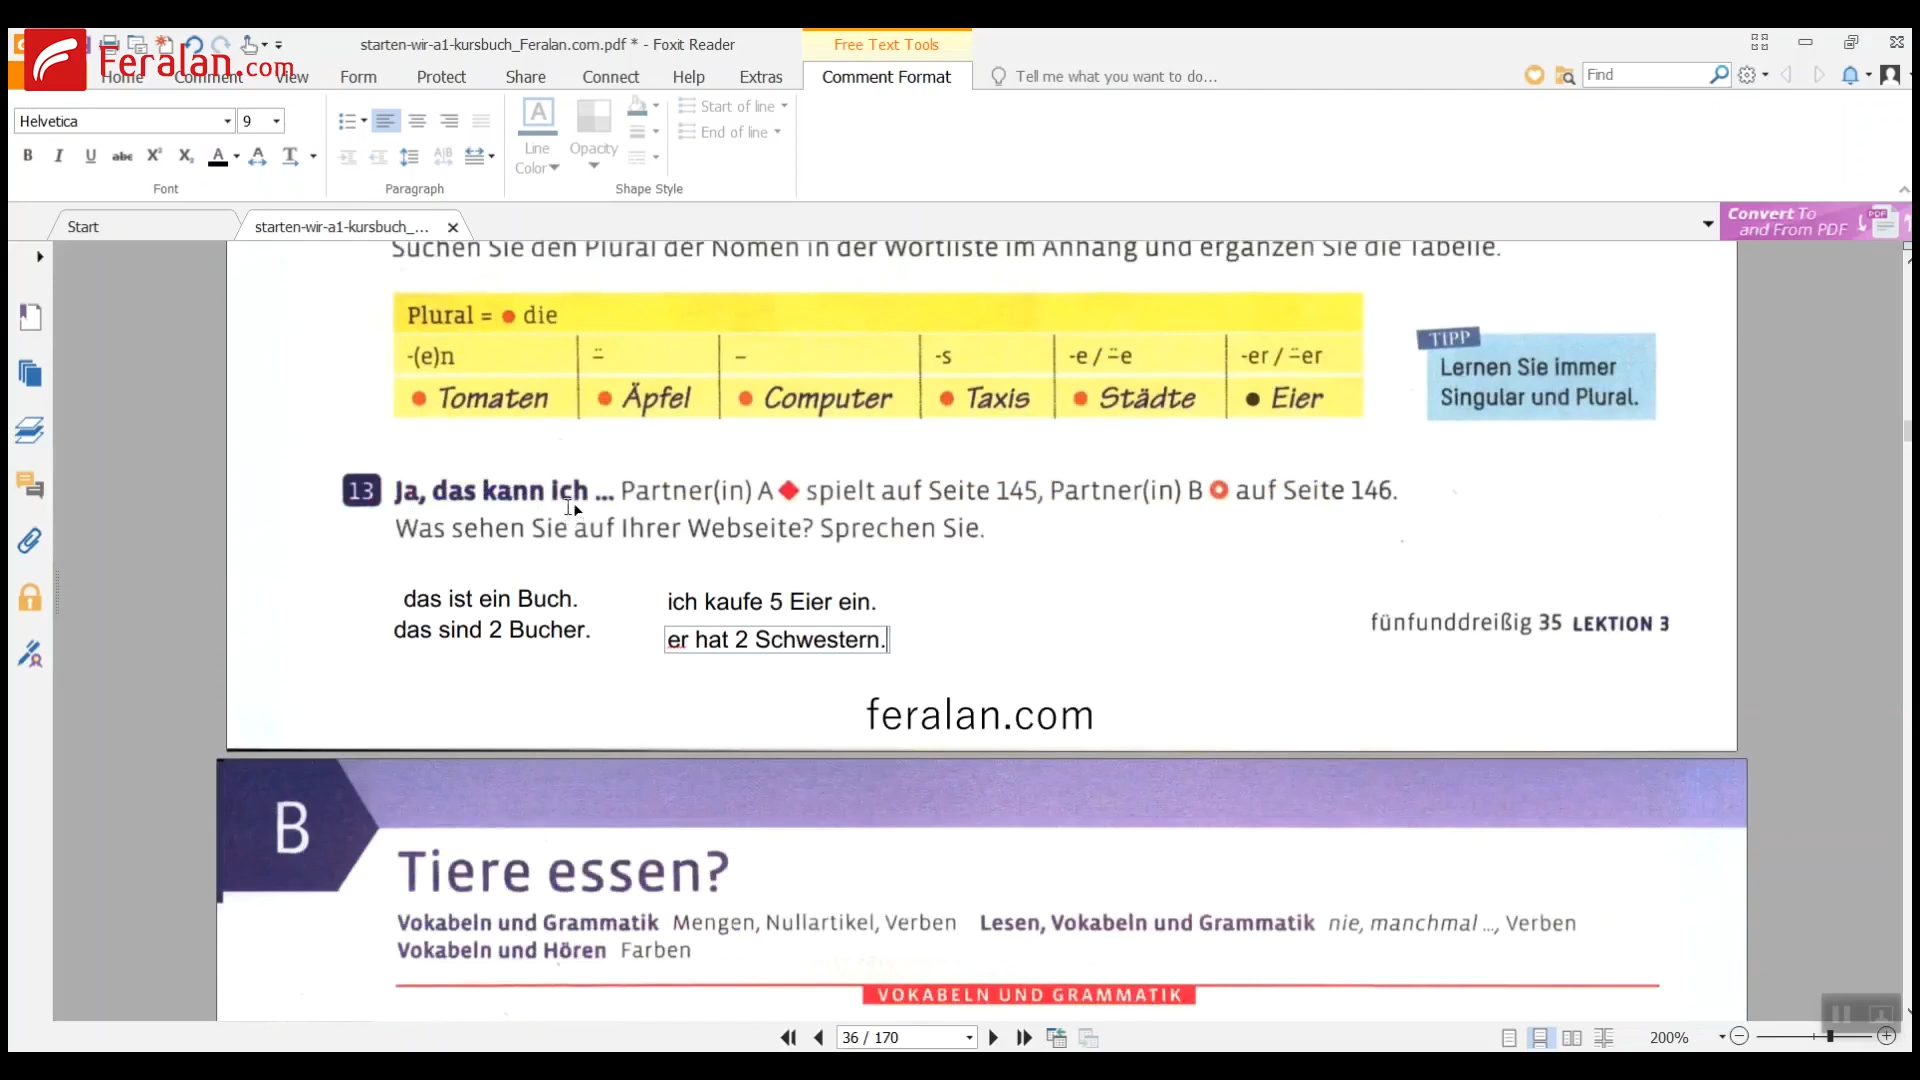 starten-wir-a1-kursbuch_Feralan.com.pdf * - Foxit Reader
Free Text Tools
Feralan.com
Home Comment View Form Protect Share Connect Help Extras Comment Format Tell me what you want to do... Find
Helvetica 9
Start of line
End of line
Line Color
Opacity
Font Paragraph Shape Style
Start starten-wir-a1-kursbuch_...
Convert To
and From PDF
Suchen Sie den Plural der Nomen in der Wortliste im Anhang und ergänzen Sie die Tabelle.
Plural = die
-(e)n ¨ – -s -e / ¨e -er / ¨er
Tomaten Äpfel Computer Taxis Städte Eier
TIPP
Lernen Sie immer
Singular und Plural.
13 Ja, das kann ich ... Partner(in) A spielt auf Seite 145, Partner(in) B auf Seite 146.
Was sehen Sie auf Ihrer Webseite? Sprechen Sie.
das ist ein Buch.
das sind 2 Bucher.
ich kaufe 5 Eier ein.
er hat 2 Schwestern.
fünfunddreißig 35 LEKTION 3
feralan.com
B
Tiere essen?
Vokabeln und Grammatik Mengen, Nullartikel, Verben Lesen, Vokabeln und Grammatik nie, manchmal ..., Verben
Vokabeln und Hören Farben
VOKABELN UND GRAMMATIK
36 / 170
200%